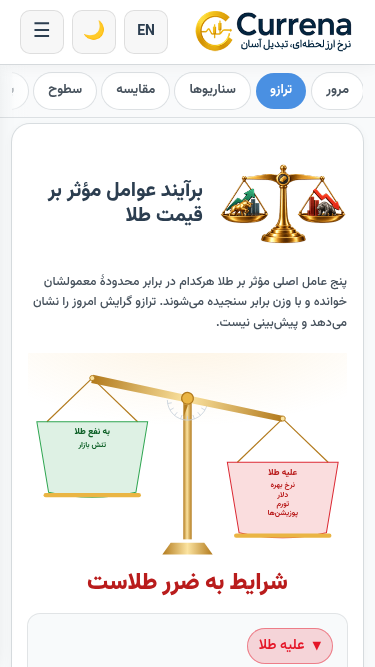 Currena
نرخ ارز لحظه‌ای، تبدیل آسان
EN
مرور
ترازو
سناریوها
مقایسه
سطوح
برآیند عوامل مؤثر بر
قیمت طلا
پنج عامل اصلی مؤثر بر طلا هرکدام در برابر محدودهٔ معمولشان
خوانده و با وزن برابر سنجیده می‌شوند. ترازو گرایش امروز را نشان
می‌دهد و پیش‌بینی نیست.
به نفع طلا
تنش بازار
علیه طلا
نرخ بهره
دلار
تورم
پوزیشن‌ها
شرایط به ضرر طلاست
▼ علیه طلا